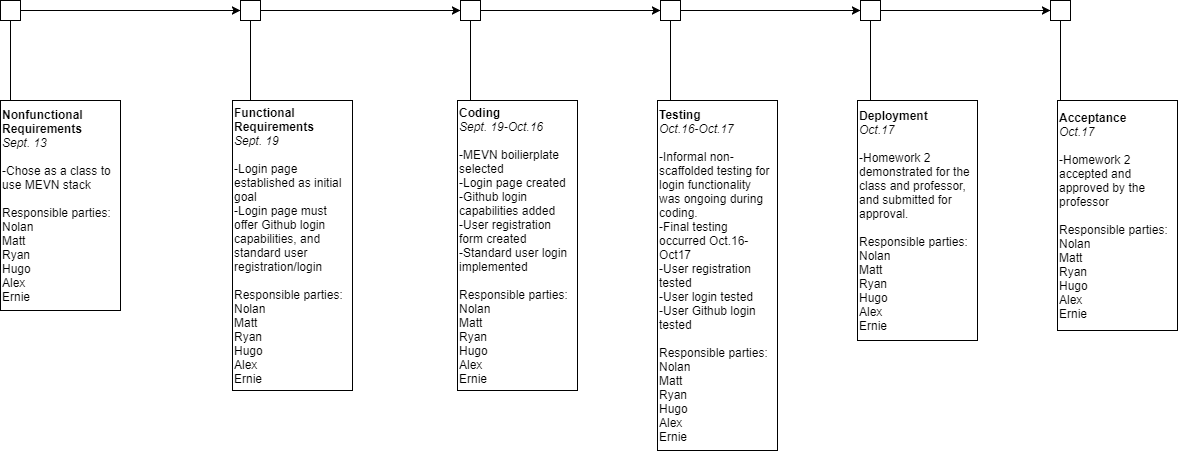 Nonfunctional
Requirements
Sept. 13
-Chose as a class to
use MEVN stack
Responsible parties:
Nolan
Matt
Ryan
Hugo
Alex
Ernie
Functional
Requirements
Sept. 19
-Login page
established as initial
goal
-Login page must
offer Github login
capabilities, and
standard user
registration/login
Responsible parties:
Nolan
Matt
Ryan
Hugo
Alex
Ernie
Coding
Sept. 19-Oct.16
-MEVN boilierplate
selected
-Login page created
-Github login
capabilities added
-User registration
form created
-Standard user login
implemented
Responsible parties:
Nolan
Matt
Ryan
Hugo
Alex
Ernie
Testing
Oct.16-Oct.17
-Informal non-
scaffolded testing for
login functionality
was ongoing during
coding.
-Final testing
occurred Oct.16-
Oct17
-User registration
tested
-User login tested
-User Github login
tested
Responsible parties:
Nolan
Matt
Ryan
Hugo
Alex
Ernie
Deployment
Oct.17
-Homework 2
demonstrated for the
class and professor,
and submitted for
approval.
Responsible parties:
Nolan
Matt
Ryan
Hugo
Alex
Ernie
Acceptance
Oct.17
-Homework 2
accepted and
approved by the
professor
Responsible parties:
Nolan
Matt
Ryan
Hugo
Alex
Ernie